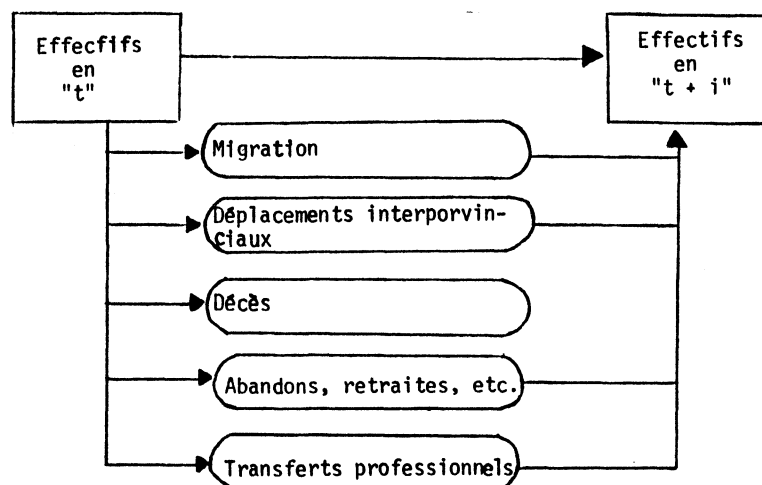 Effecfifs
en
"t"
Effectifs
en
"t + i"
Migration
Déplacements interporvin-
ciaux
Décès
Abandons, retraites, etc.
Transferts professionnels